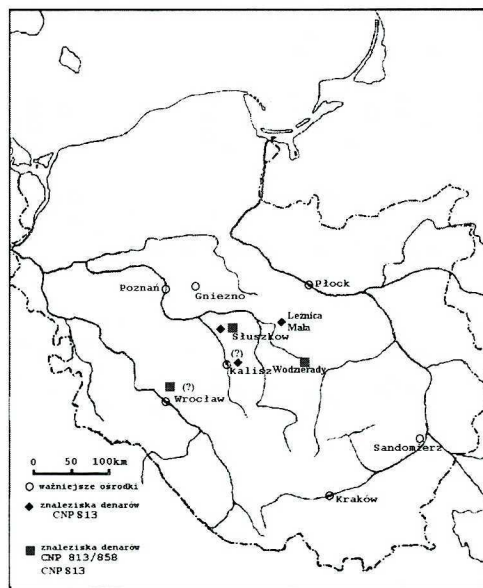 Poznań
Gniezno
Płock
Leźnica
Mała
Słuszków
(?)
Kalisz
Wodzierady
(?)
Wrocław
Sandomierz
Kraków
0 50 100km
ważniejsze ośrodki
znaleziska denarów
CNP 813
znaleziska denarów
CNP 813/858
CNP 813